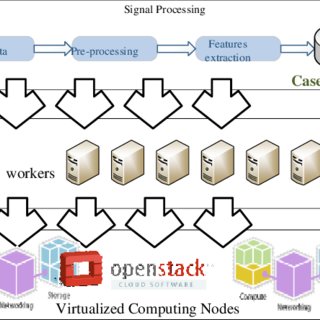 Signal Processing
ta
Pre-processing
Features
extraction
Case
workers
openstack
CLOUD SOFTWARE
Networking
Storage
Compute
Networking
Virtualized Computing Nodes